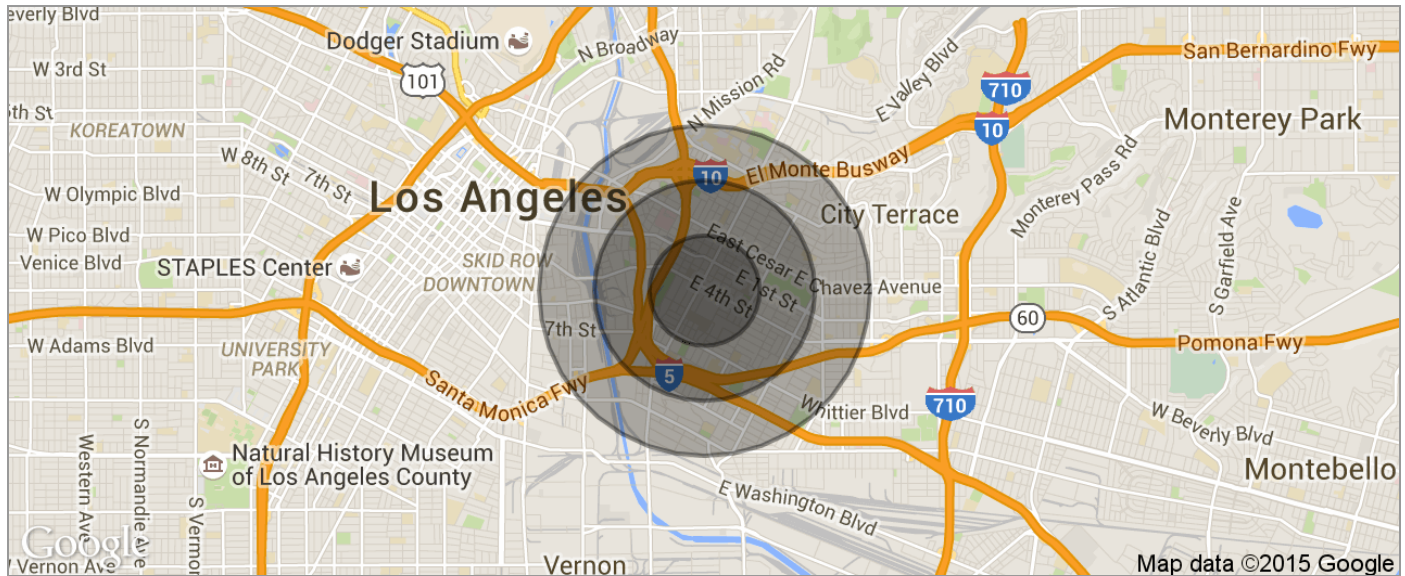 everly Blvd
Dodger Stadium
N Broadway
San Bernardino Fwy
W 3rd St
101
E Valley Blvd
710
5th St
KOREATOWN
N Mission Rd
10
Monterey Park
W 8th St
7th St
El Monte Busway
10
Monterey Pass Rd
W Olympic Blvd
Los Angeles
City Terrace
W Pico Blvd
East Cesar E Chavez Avenue
S Atlantic Blvd
S Garfield Ave
Venice Blvd
STAPLES Center
SKID ROW
DOWNTOWN
E 1st St
E 4th St
60
7th St
W Adams Blvd
UNIVERSITY
PARK
Pomona Fwy
Santa Monica Fwy
5
710
Whittier Blvd
W Beverly Blvd
Western Ave
S Normandie Ave
Natural History Museum
of Los Angeles County
Montebello
S Vermon
E Washington Blvd
Google
W Vernon Ave
Vernon
Map data ©2015 Google